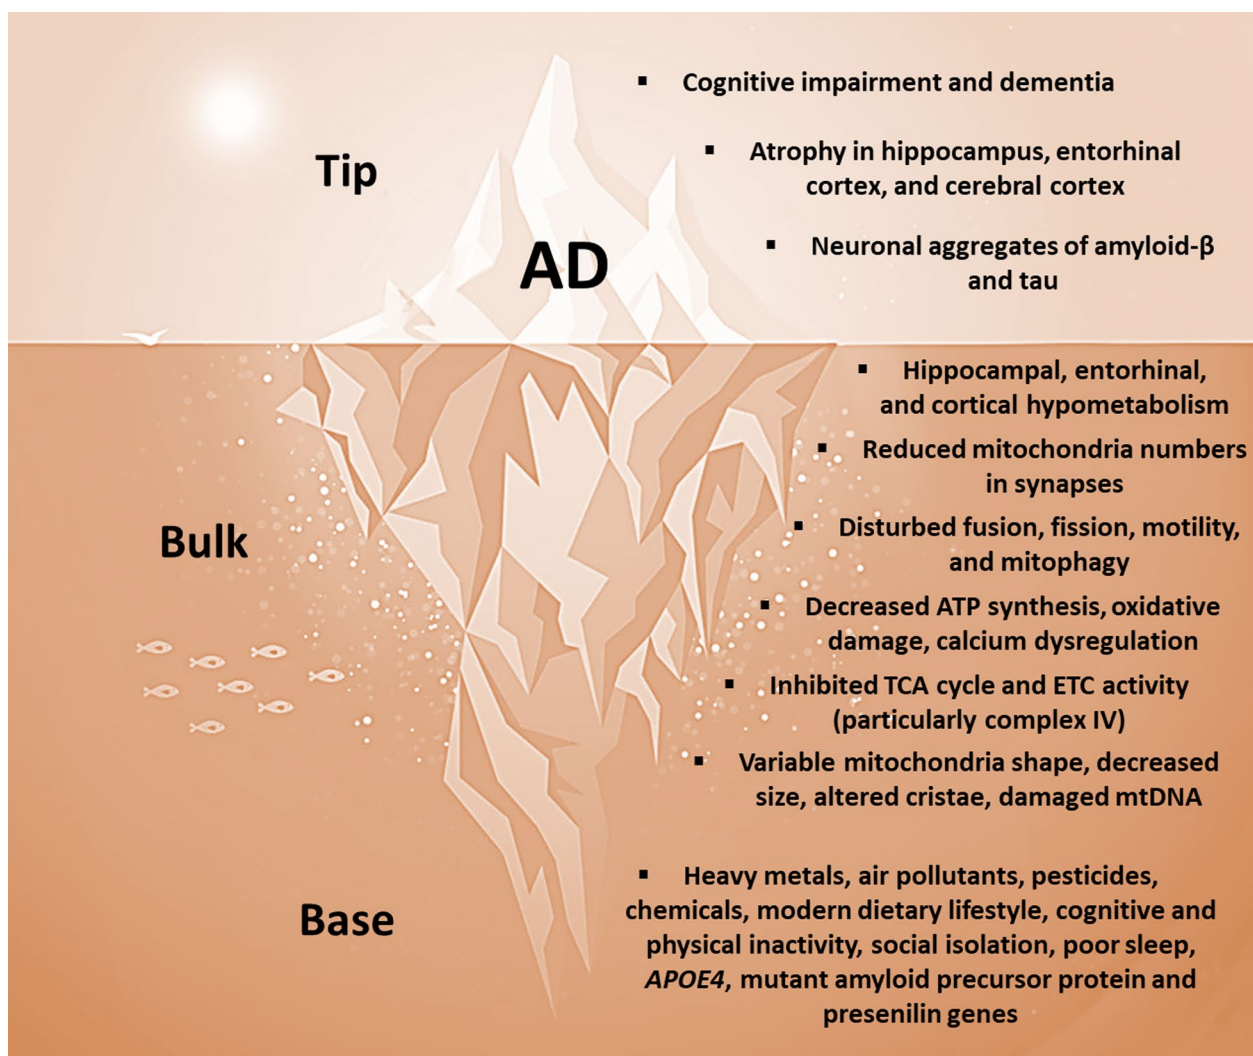 Tip
AD
▪ Cognitive impairment and dementia
▪ Atrophy in hippocampus, entorhinal
cortex, and cerebral cortex
▪ Neuronal aggregates of amyloid-β
and tau
Bulk
▪ Hippocampal, entorhinal,
and cortical hypometabolism
▪ Reduced mitochondria numbers
in synapses
▪ Disturbed fusion, fission, motility,
and mitophagy
▪ Decreased ATP synthesis, oxidative
damage, calcium dysregulation
▪ Inhibited TCA cycle and ETC activity
(particularly complex IV)
▪ Variable mitochondria shape, decreased
size, altered cristae, damaged mtDNA
Base
▪ Heavy metals, air pollutants, pesticides,
chemicals, modern dietary lifestyle, cognitive and
physical inactivity, social isolation, poor sleep,
APOE4, mutant amyloid precursor protein and
presenilin genes